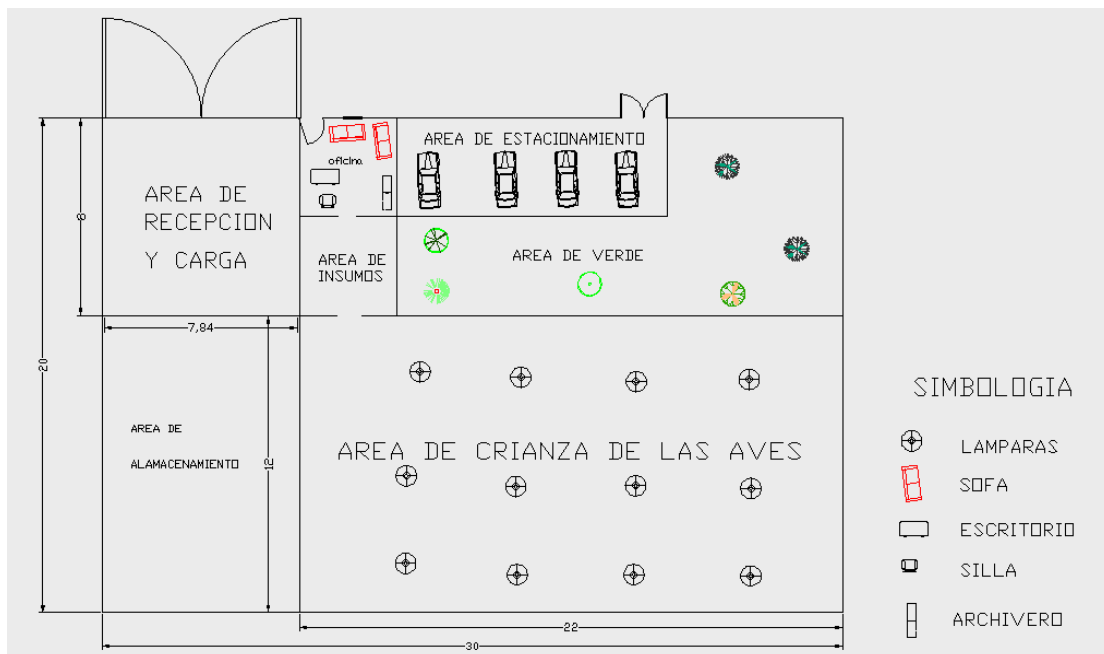 AREA DE ESTACIONAMIENTO
oficina
AREA DE
RECEPCION
Y CARGA
8
AREA DE
INSUMOS
AREA DE VERDE
7,84
20
SIMBOLOGIA
AREA DE
ALAMACENAMIENTO
12
AREA DE CRIANZA DE LAS AVES
LAMPARAS
SOFA
ESCRITORIO
SILLA
ARCHIVERO
22
30